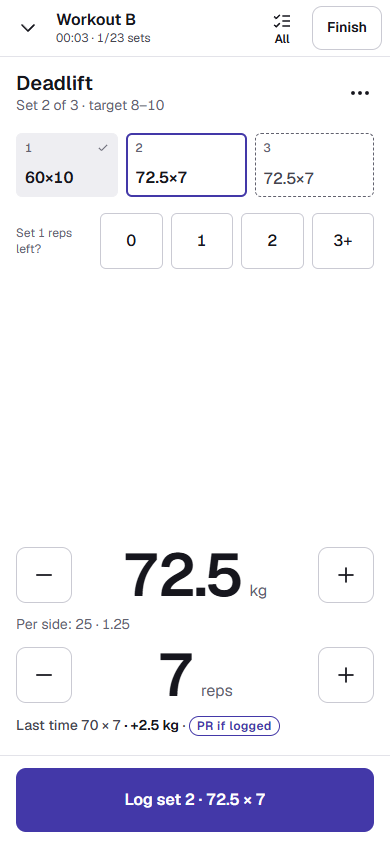 Workout B
00:03 · 1/23 sets
All
Finish
Deadlift
Set 2 of 3 · target 8–10
1
60×10
2
72.5×7
3
72.5×7
Set 1 reps left?
0
1
2
3+
72.5 kg
Per side: 25 · 1.25
7 reps
Last time 70 × 7 · +2.5 kg · PR if logged
Log set 2 · 72.5 × 7